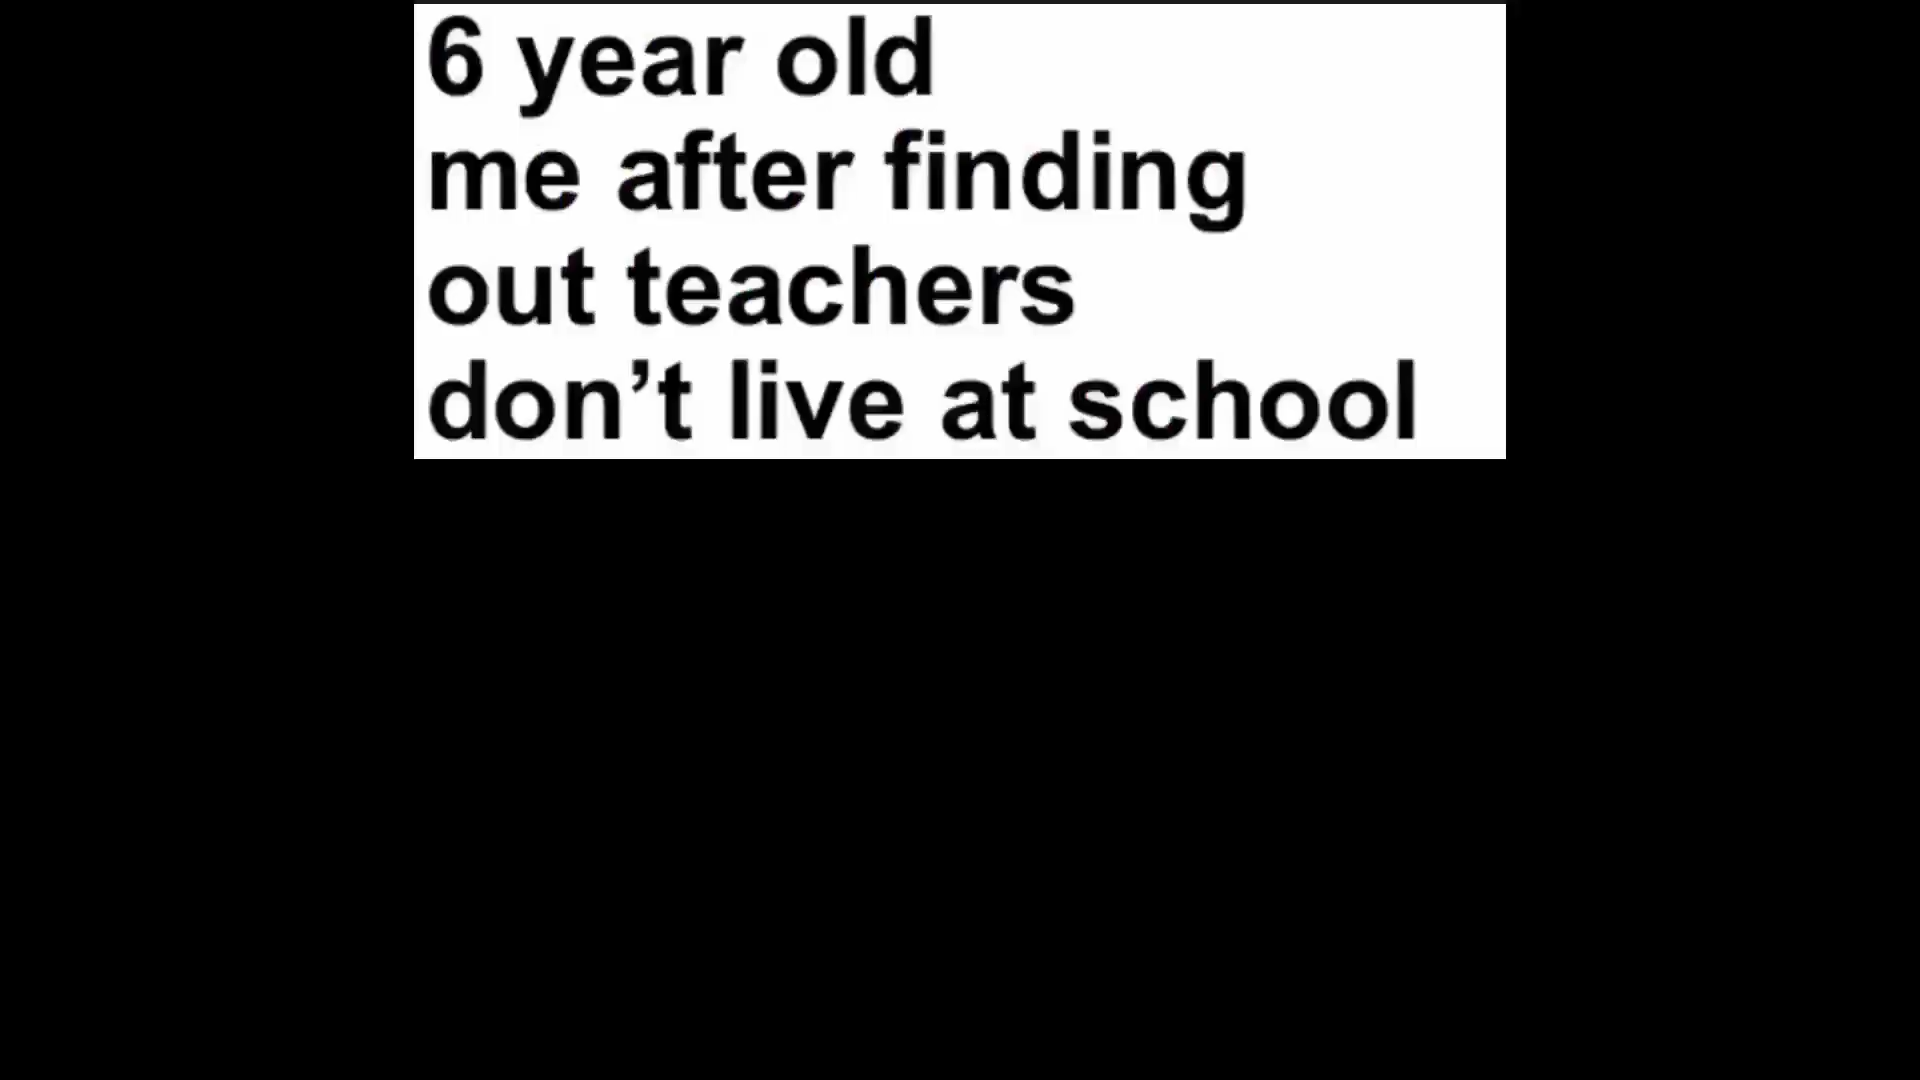 6 year old
me after finding
out teachers
don’t live at school